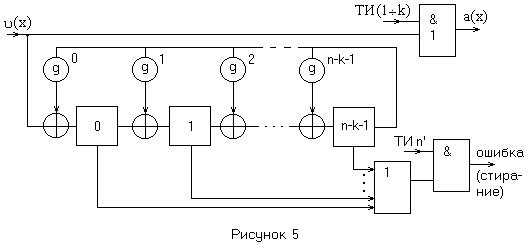 ТИ(1÷k)
&
1
υ(x)
a(x)
g 0
g 1
g 2
g n-k-1
0
1
n-k-1
ТИ n'
&
1
ошибка
(стира-
ние)
Рисунок 5